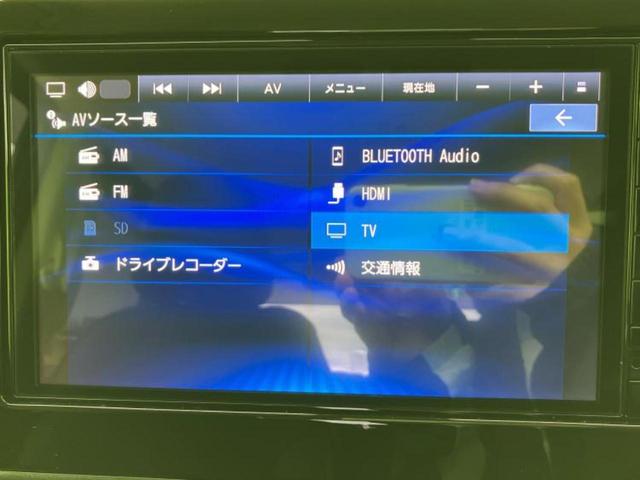 AV メニュー 現在地
AVソース一覧
AM
FM
SD
ドライブレコーダー
BLUETOOTH Audio
HDMI
TV
交通情報